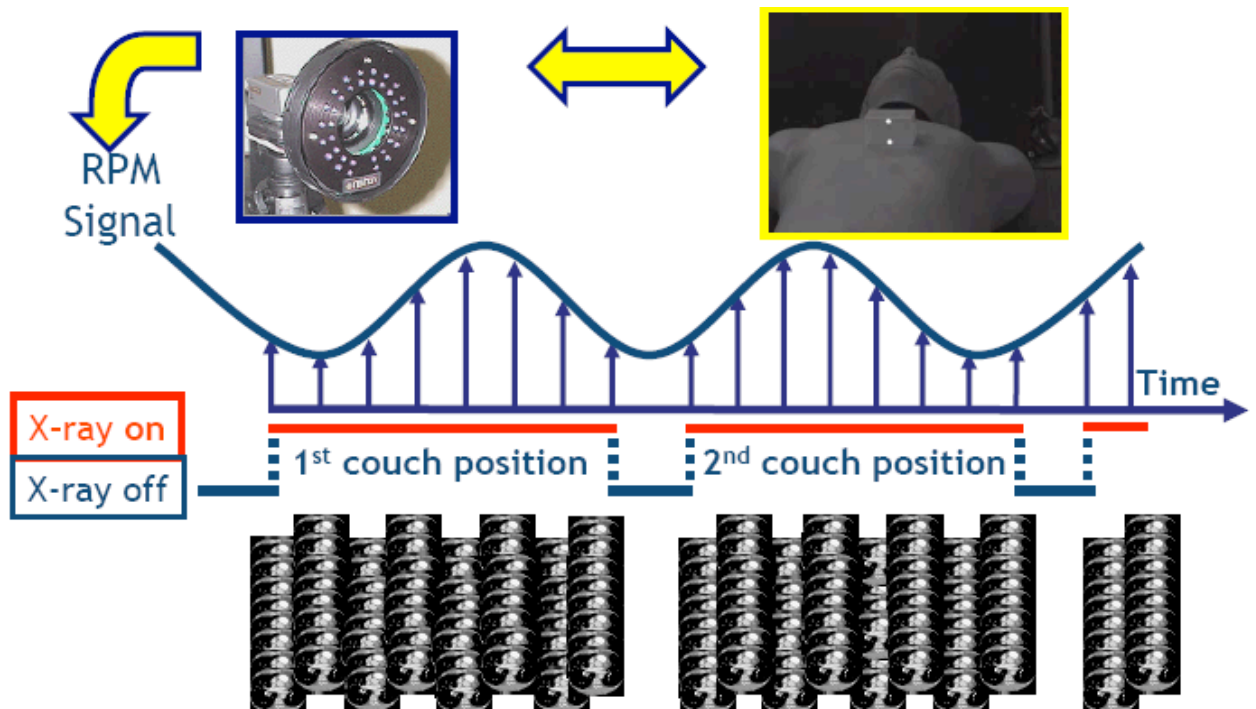 RPM
Signal
Time
X-ray on
1st couch position
2nd couch position
X-ray off